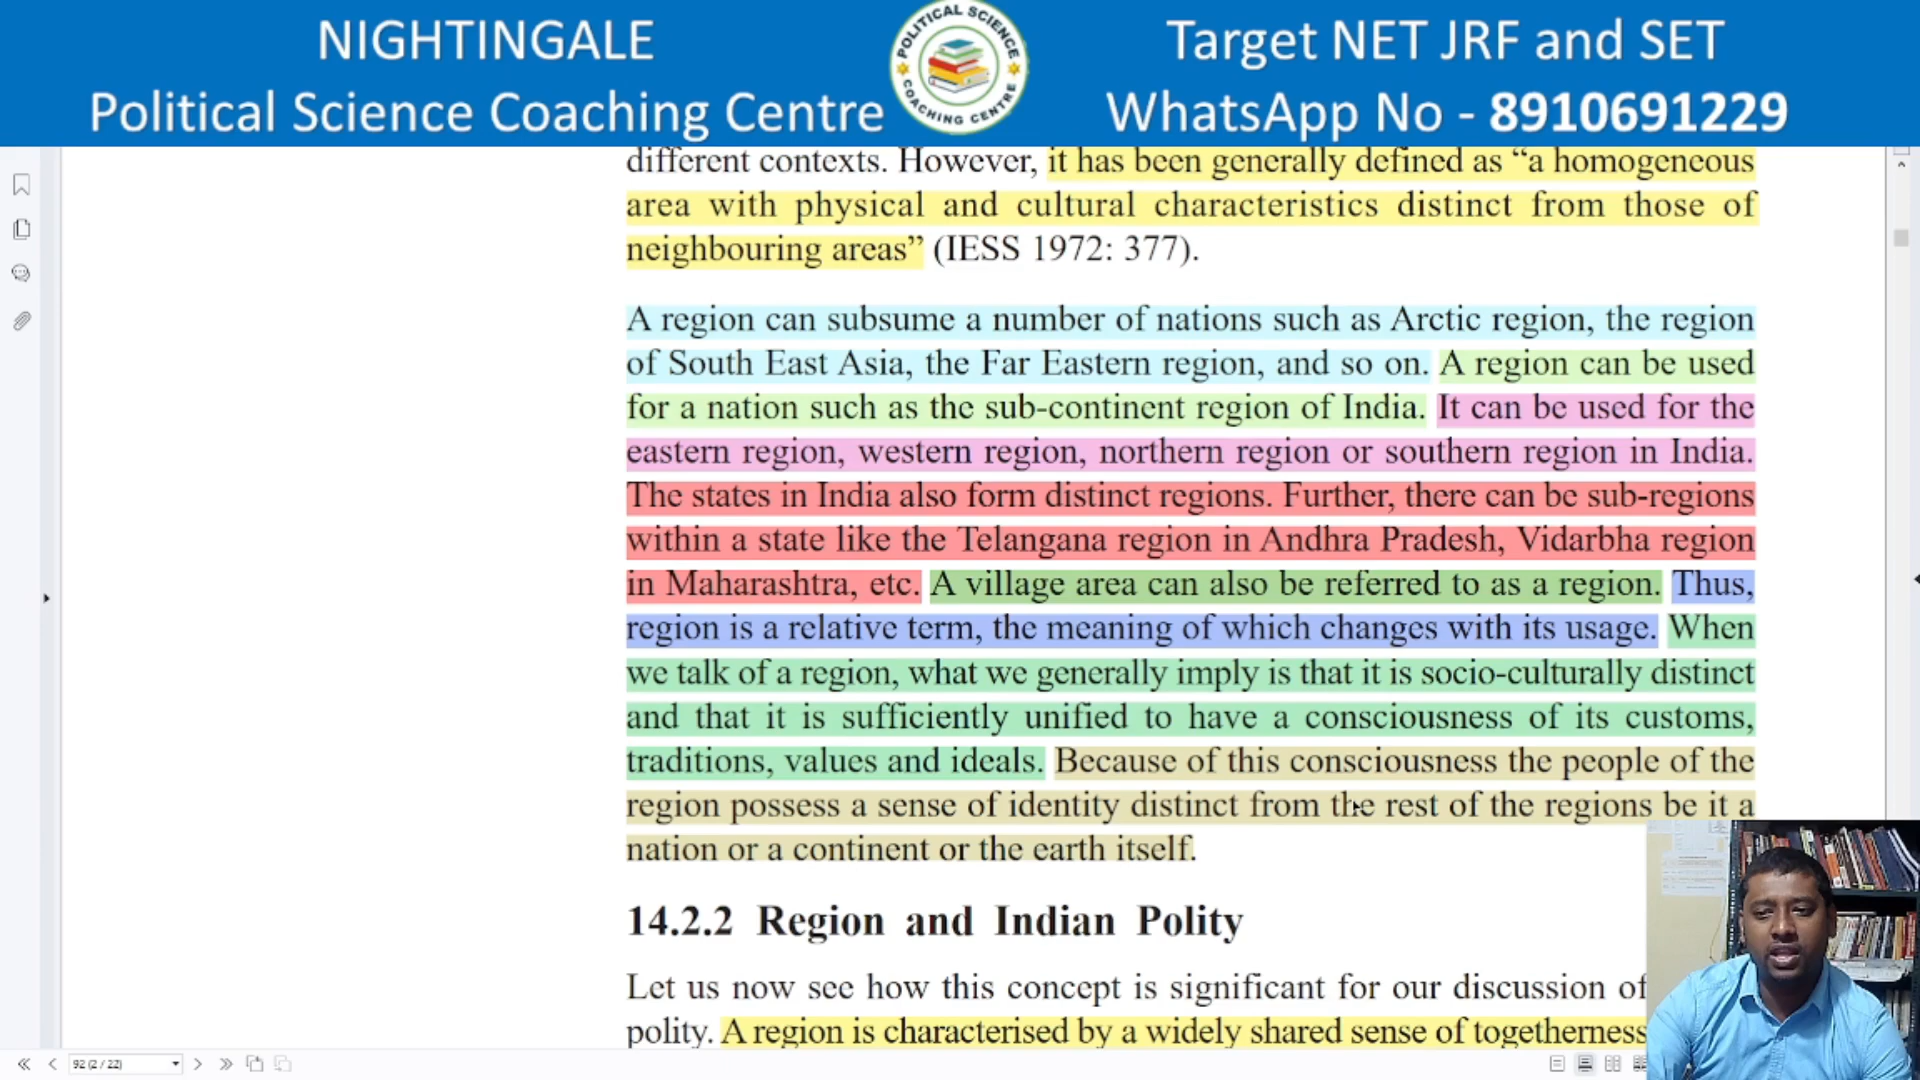 NIGHTINGALE
Political Science Coaching Centre
POLITICAL SCIENCE
COACHING CENTRE
Target NET JRF and SET
WhatsApp No - 8910691229
different contexts. However, it has been generally defined as “a homogeneous
area with physical and cultural characteristics distinct from those of
neighbouring areas” (IESS 1972: 377).
A region can subsume a number of nations such as Arctic region, the region
of South East Asia, the Far Eastern region, and so on. A region can be used
for a nation such as the sub-continent region of India. It can be used for the
eastern region, western region, northern region or southern region in India.
The states in India also form distinct regions. Further, there can be sub-regions
within a state like the Telangana region in Andhra Pradesh, Vidarbha region
in Maharashtra, etc. A village area can also be referred to as a region. Thus,
region is a relative term, the meaning of which changes with its usage. When
we talk of a region, what we generally imply is that it is socio-culturally distinct
and that it is sufficiently unified to have a consciousness of its customs,
traditions, values and ideals. Because of this consciousness the people of the
region possess a sense of identity distinct from the rest of the regions be it a
nation or a continent or the earth itself.
14.2.2 Region and Indian Polity
Let us now see how this concept is significant for our discussion of
polity. A region is characterised by a widely shared sense of togetherness
92 (2 / 22)